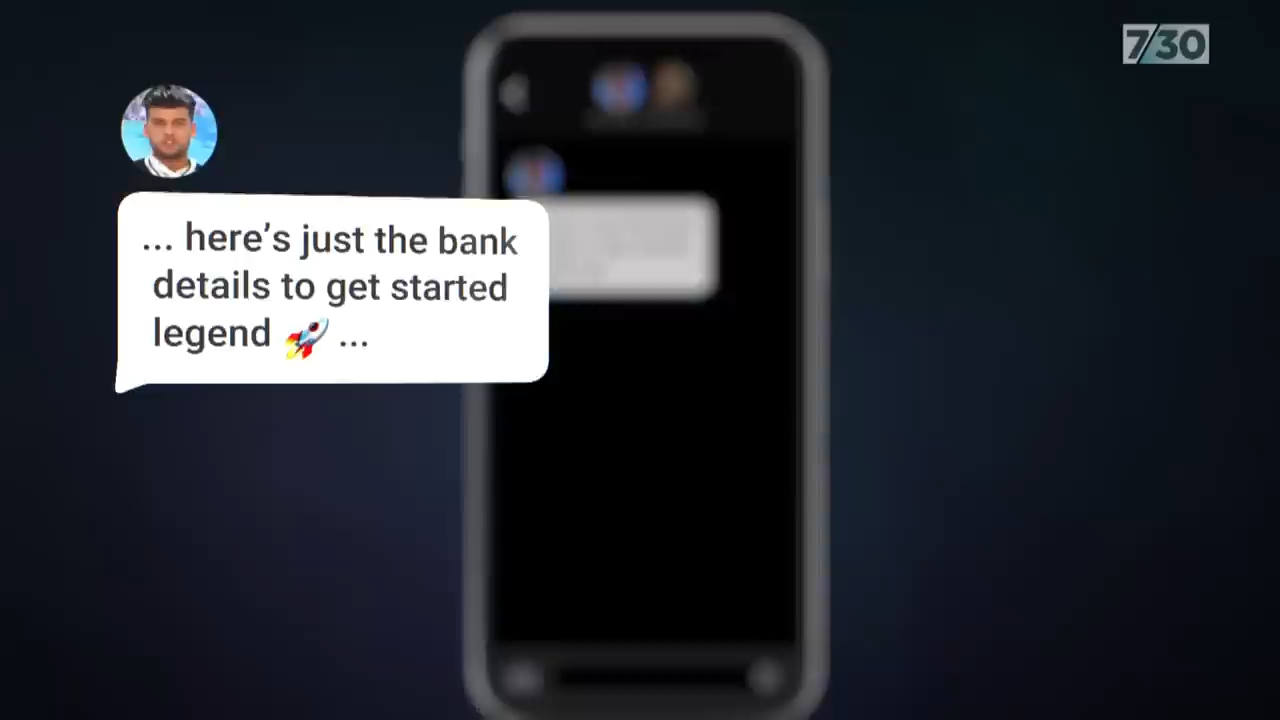 7/30
... here’s just the bank
details to get started
legend 🚀 ...